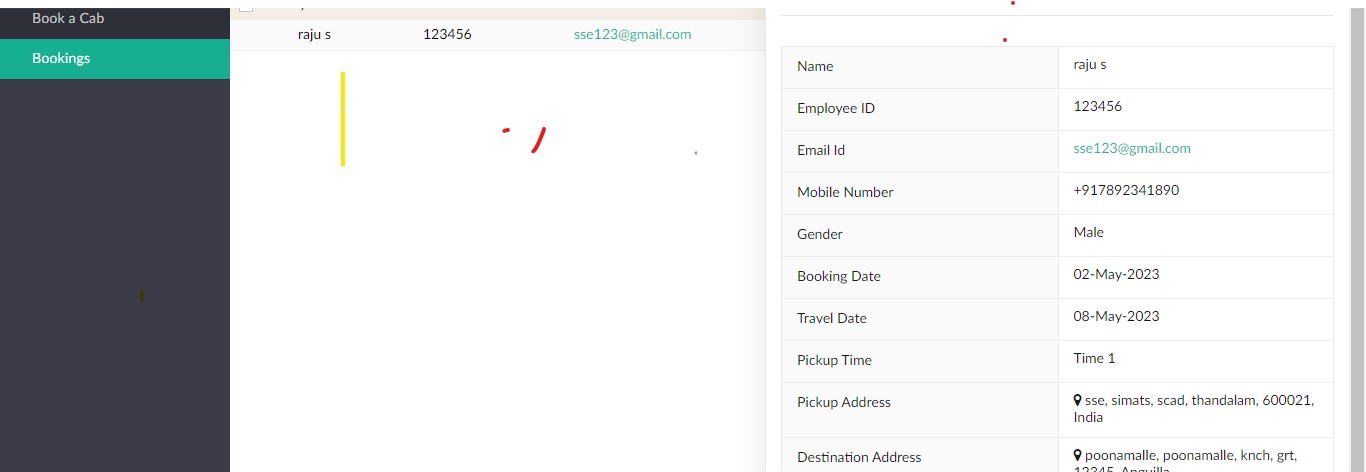 Book a Cab
Bookings
raju s 123456 sse123@gmail.com
Name raju s
Employee ID 123456
Email Id sse123@gmail.com
Mobile Number +917892341890
Gender Male
Booking Date 02-May-2023
Travel Date 08-May-2023
Pickup Time Time 1
Pickup Address sse, simats, scad, thandalam, 600021,
India
Destination Address poonamalle, poonamalle, knch, grt,
12345, Anguilla